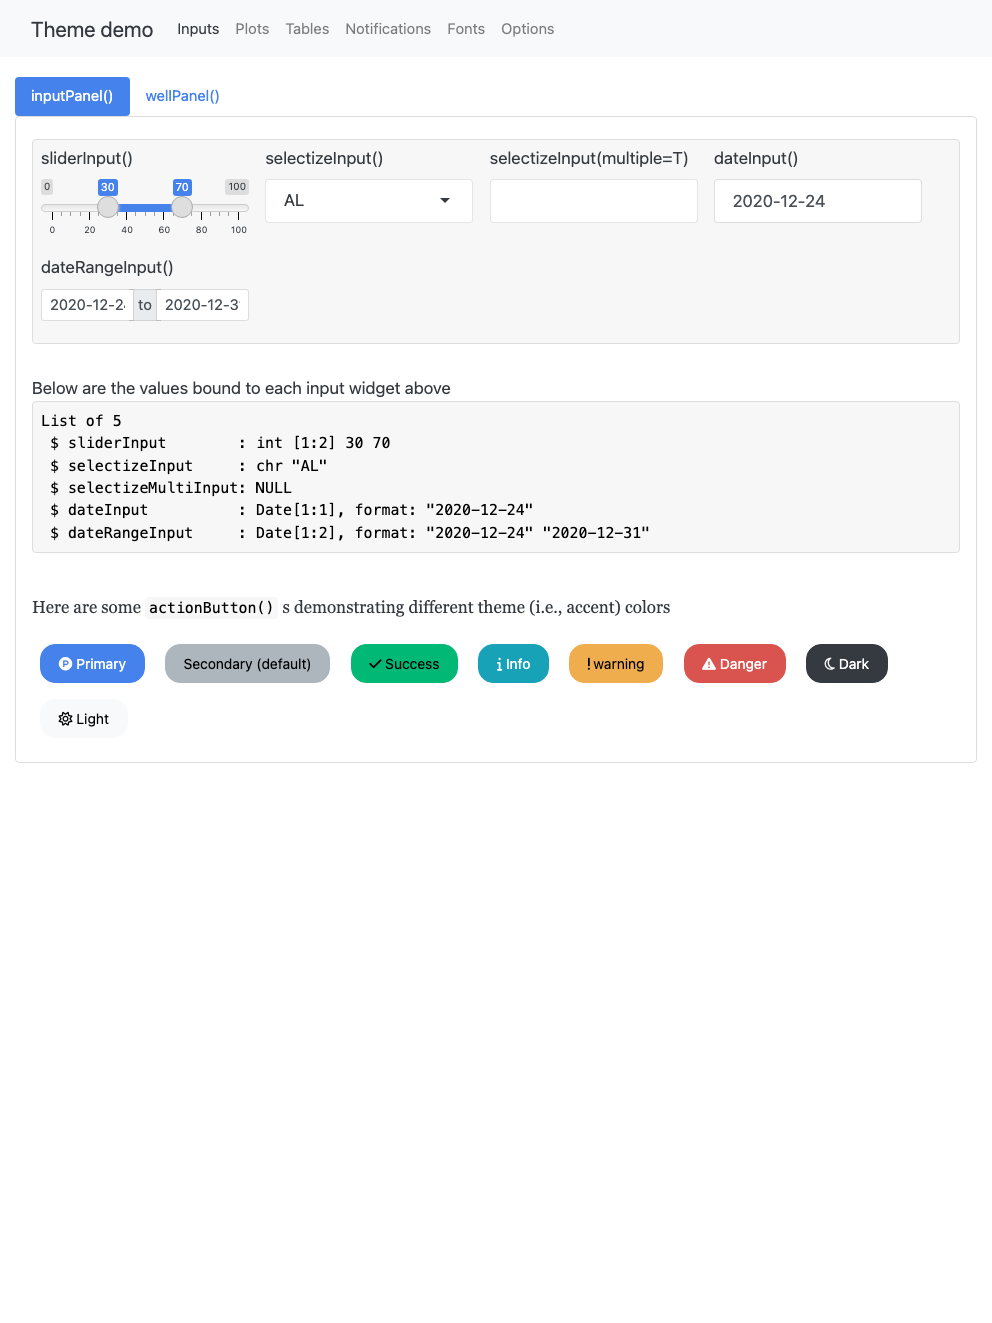 Theme demo Inputs Plots Tables Notifications Fonts Options
inputPanel() wellPanel()
sliderInput() selectizeInput() selectizeInput(multiple=T) dateInput()
0 30 70 100
AL 2020-12-24
0 20 40 60 80 100
dateRangeInput()
2020-12-2 to 2020-12-3
Below are the values bound to each input widget above
List of 5
$ sliderInput : int [1:2] 30 70
$ selectizeInput : chr "AL"
$ selectizeMultiInput: NULL
$ dateInput : Date[1:1], format: "2020-12-24"
$ dateRangeInput : Date[1:2], format: "2020-12-24" "2020-12-31"
Here are some actionButton() s demonstrating different theme (i.e., accent) colors
Primary Secondary (default) Success Info warning Danger Dark
Light